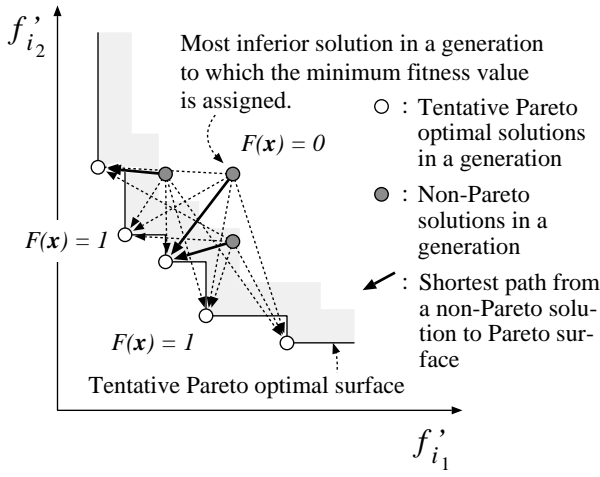 f'i2
Most inferior solution in a generation
to which the minimum fitness value
is assigned.
F(x) = 0
: Tentative Pareto
optimal solutions
in a generation
: Non-Pareto
solutions in a
generation
F(x) = 1
: Shortest path from
a non-Pareto solu-
tion to Pareto sur-
face
F(x) = 1
Tentative Pareto optimal surface
f'i1